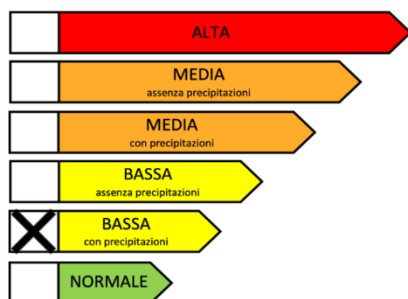 ALTA
MEDIA
assenza precipitazioni
MEDIA
con precipitazioni
BASSA
assenza precipitazioni
BASSA
con precipitazioni
NORMALE